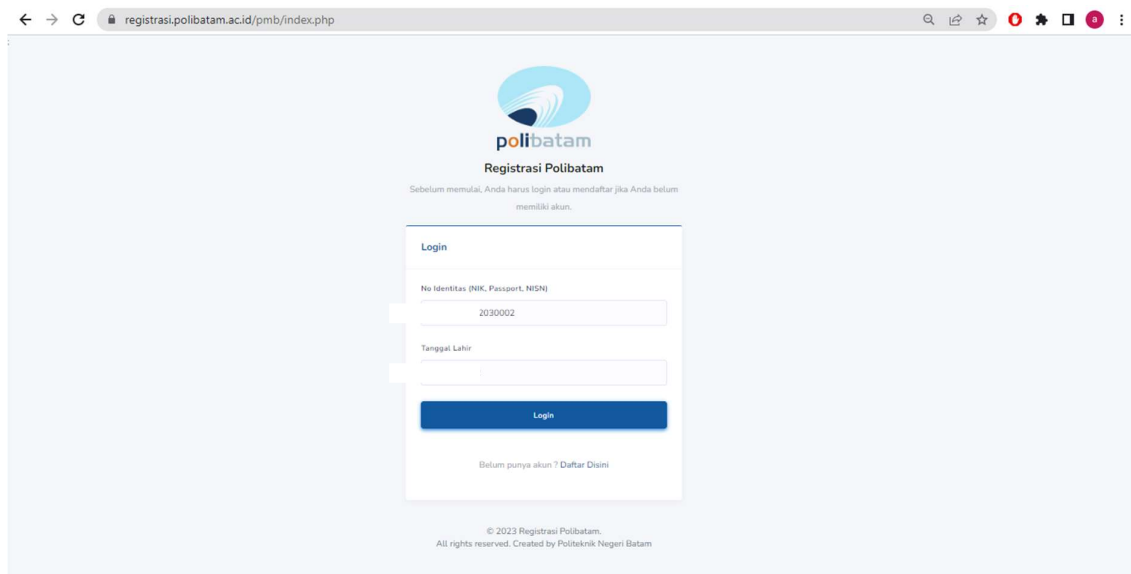 registrasi.polibatam.ac.id/pmb/index.php
a
polibatam
Registrasi Polibatam
Sebelum memulai, Anda harus login atau mendaftar jika Anda belum
memiliki akun.
Login
No Identitas (NIK, Passport, NISN)
2030002
Tanggal Lahir
Login
Belum punya akun ? Daftar Disini
© 2023 Registrasi Polibatam.
All rights reserved. Created by Politeknik Negeri Batam